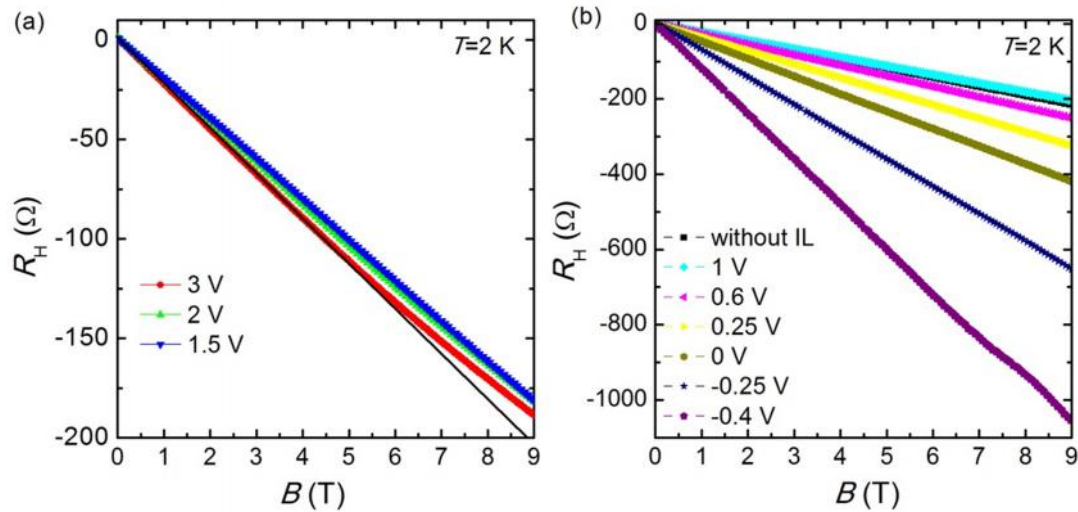 (a)
T=2 K
0
-50
-100
-150
-200
R_H (Ω)
3 V
2 V
1.5 V
0 1 2 3 4 5 6 7 8 9
B (T)
(b)
T=2 K
0
-200
-400
-600
-800
-1000
R_H (Ω)
without IL
1 V
0.6 V
0.25 V
0 V
-0.25 V
-0.4 V
0 1 2 3 4 5 6 7 8 9
B (T)